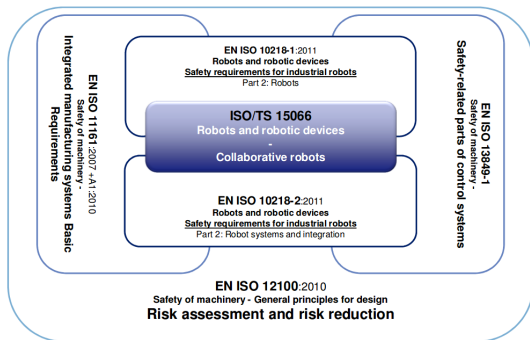 EN ISO 10218-1:2011
Robots and robotic devices
Safety requirements for industrial robots
Part 2: Robots
EN ISO 11161:2007 +A1:2010
Safety of machinery -
Integrated manufacturing systems Basic
Requirements
ISO/TS 15066
Robots and robotic devices
-
Collaborative robots
EN ISO 13849-1
Safety of machinery -
Safety-related parts of control systems
EN ISO 10218-2:2011
Robots and robotic devices
Safety requirements for industrial robots
Part 2: Robot systems and integration
EN ISO 12100:2010
Safety of machinery - General principles for design
Risk assessment and risk reduction